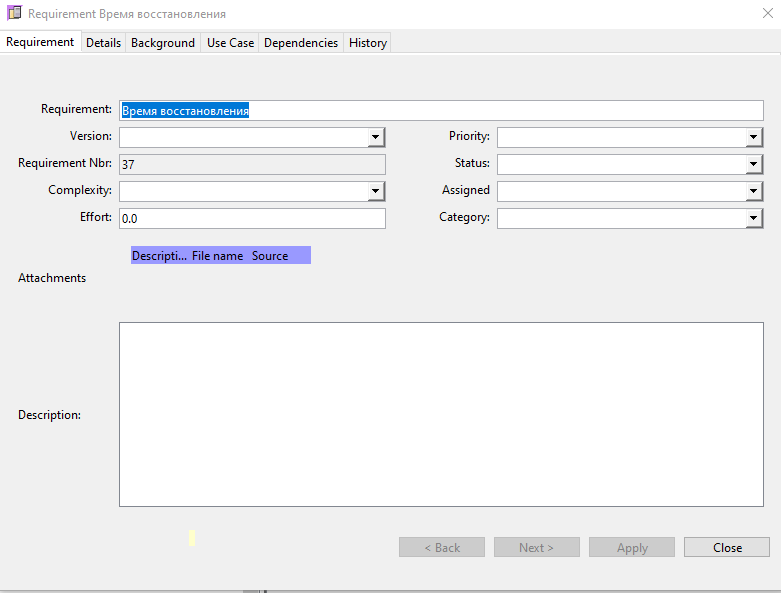 Requirement Время восстановления
Requirement Details Background Use Case Dependencies History
Requirement: Время восстановления
Version: Priority:
Requirement Nbr: 37 Status:
Complexity: Assigned
Effort: 0.0 Category:
Descripti... File name Source
Attachments
Description:
< Back Next > Apply Close